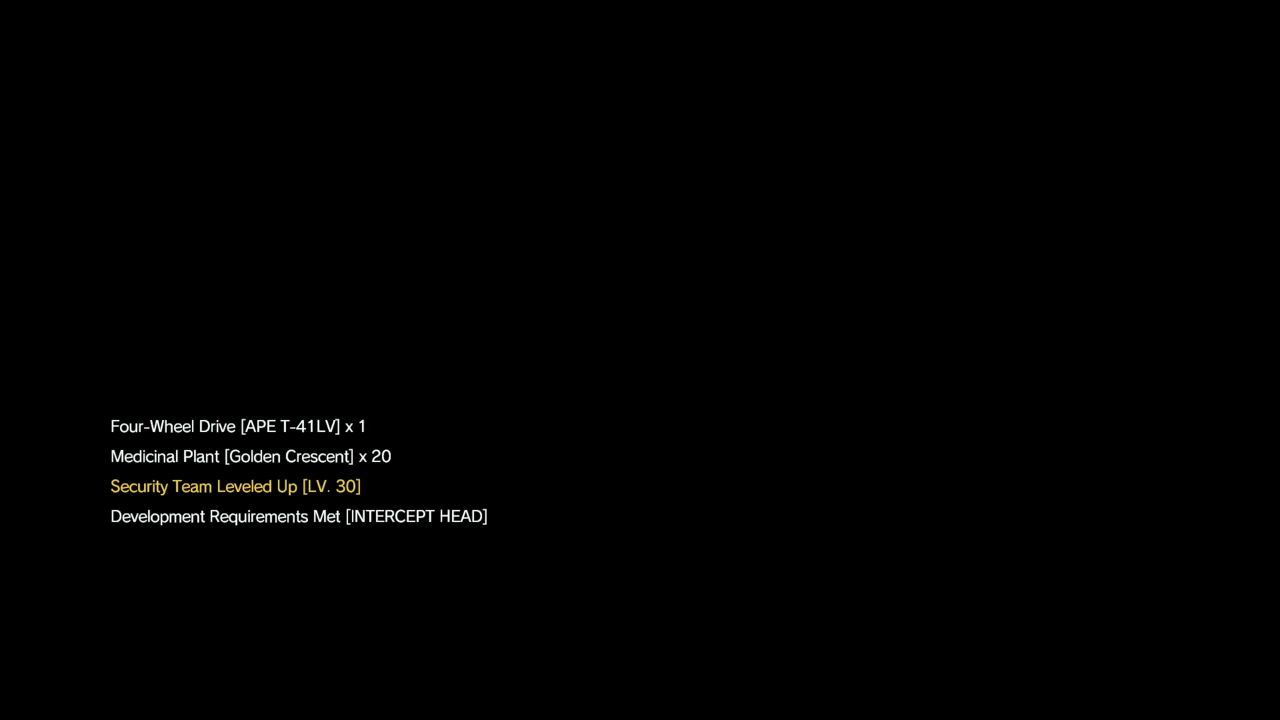 Four-Wheel Drive [APE T-41LV] x 1
Medicinal Plant [Golden Crescent] x 20
Security Team Leveled Up [LV. 30]
Development Requirements Met [INTERCEPT HEAD]